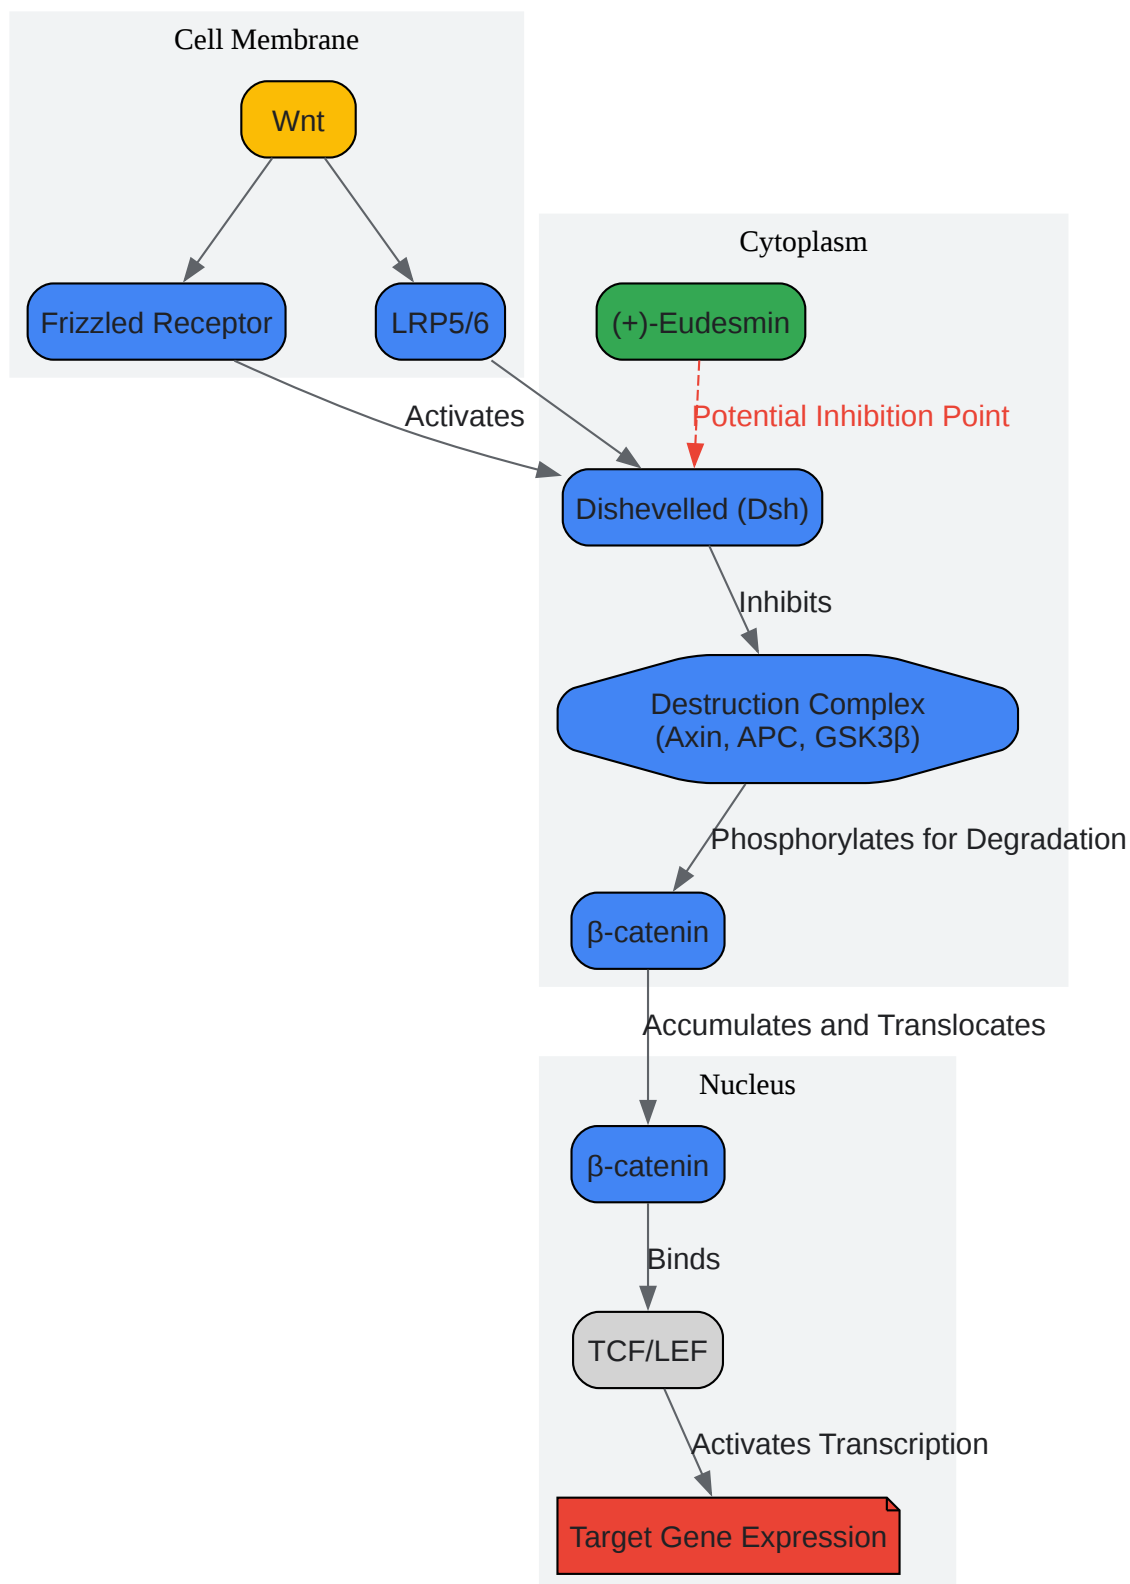 Cell Membrane
Wnt
Cytoplasm
Frizzled Receptor
LRP5/6
(+)-Eudesmin
Activates
Potential Inhibition Point
Dishevelled (Dsh)
Inhibits
Destruction Complex
(Axin, APC, GSK3β)
Phosphorylates for Degradation
β-catenin
Accumulates and Translocates
Nucleus
β-catenin
Binds
TCF/LEF
Activates Transcription
Target Gene Expression